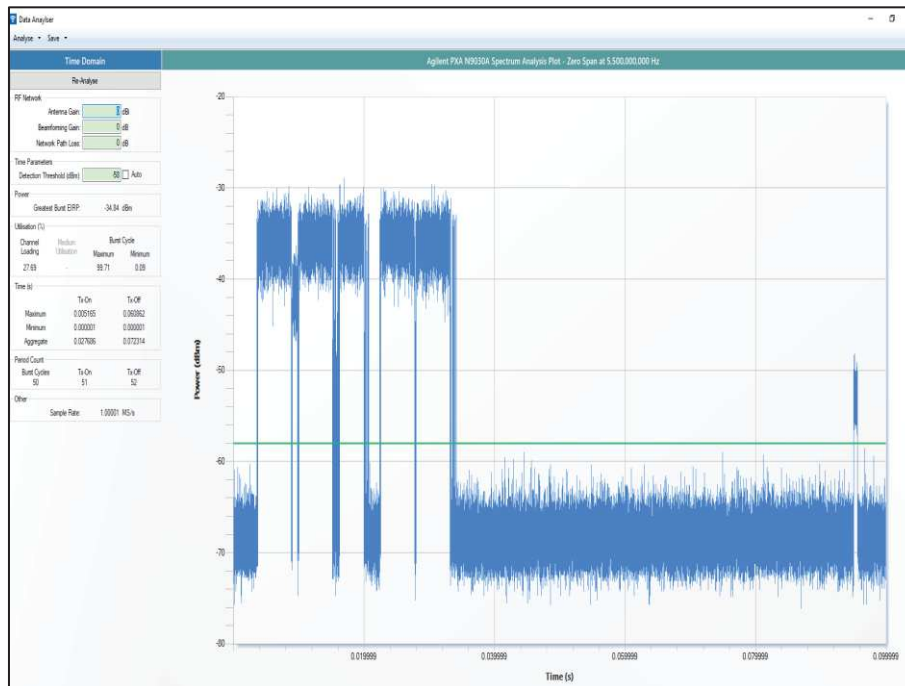 Data Anaylser
Analyse Save
Time Domain
Agilent PXA N9030A Spectrum Analysis Plot - Zero Span at 5,500,000,000 Hz
Re-Analyse
RF Network
Antenna Gain: dBi
Beamforming Gain: 0 dB
Network Path Loss: 0 dB
Time Parameters
Detection Threshold (dBm): Auto
Power
Greatest Burst EIRP: -34.84 dBm
Utilisation (%)
Channel Loading
Medium Utilisation
Burst Cycle
Maximum Minimum
27.69 - 99.71 0.09
Time (s)
Tx-On Tx-Off
Maximum 0.005165 0.060862
Minimum 0.000001 0.000001
Aggregate 0.027686 0.072314
Period Count
Burst Cycles Tx-On Tx-Off
50 51 52
Other
Sample Rate: 1.00001 MS/s
-20
-30
-40
-50
-60
-70
-80
Power (dBm)
0.019999 0.039999 0.059999 0.079999 0.099999
Time (s)